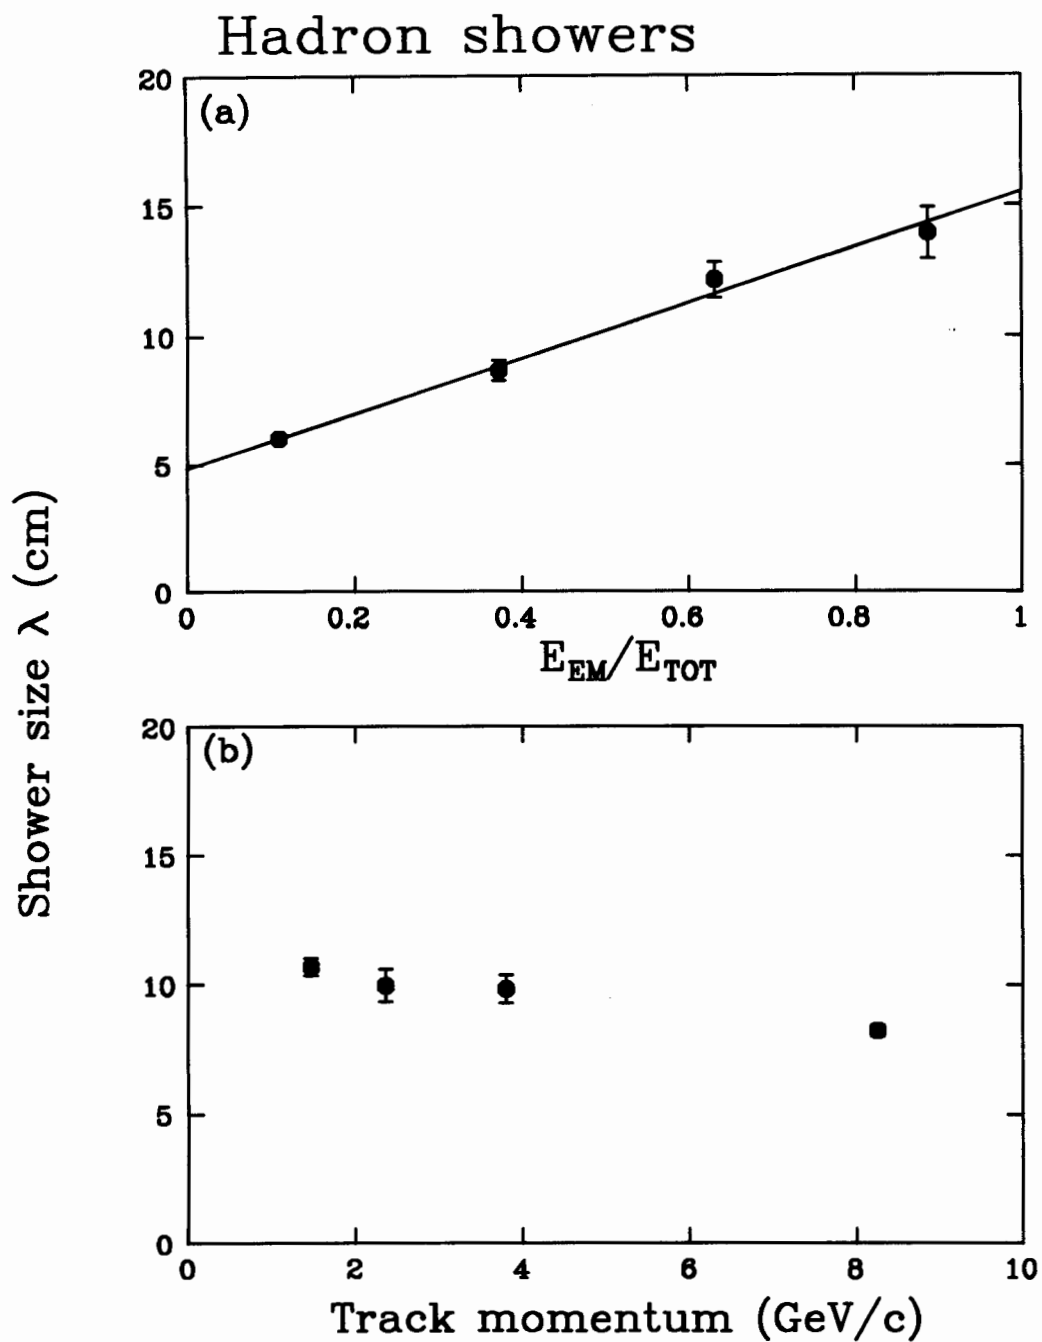 Hadron showers
(a)
20
15
10
5
0
0 0.2 0.4 0.6 0.8 1
E_EM/E_TOT
Shower size λ (cm)
(b)
20
15
10
5
0
0 2 4 6 8 10
Track momentum (GeV/c)